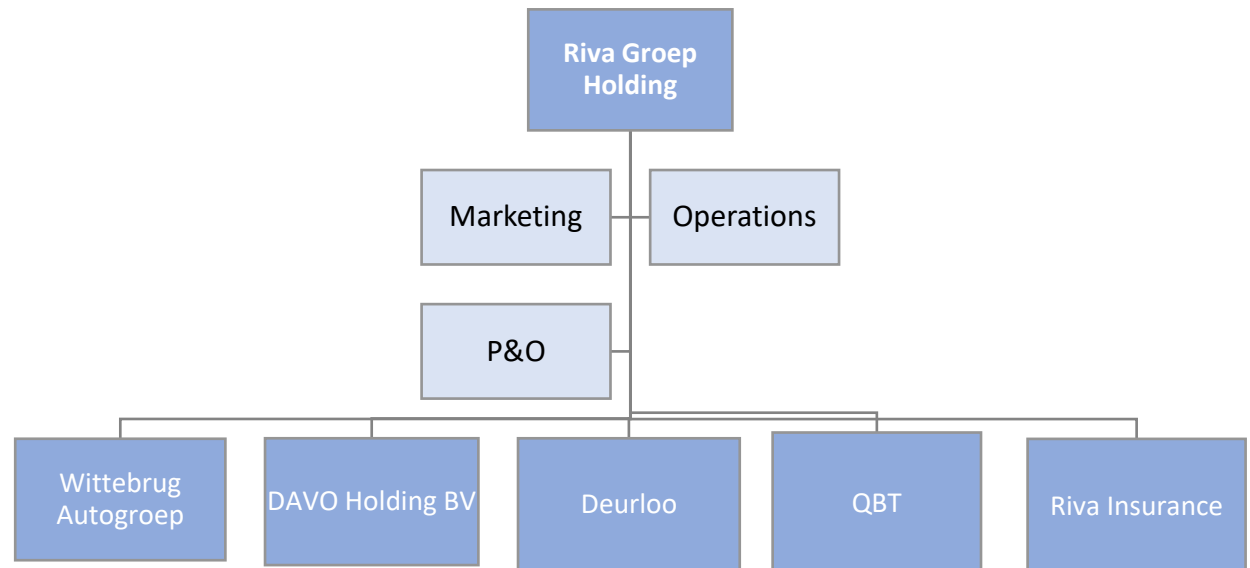 Riva Groep
Holding
Marketing
Operations
P&O
Wittebrug
Autogroep
DAVO Holding BV
Deurloo
QBT
Riva Insurance